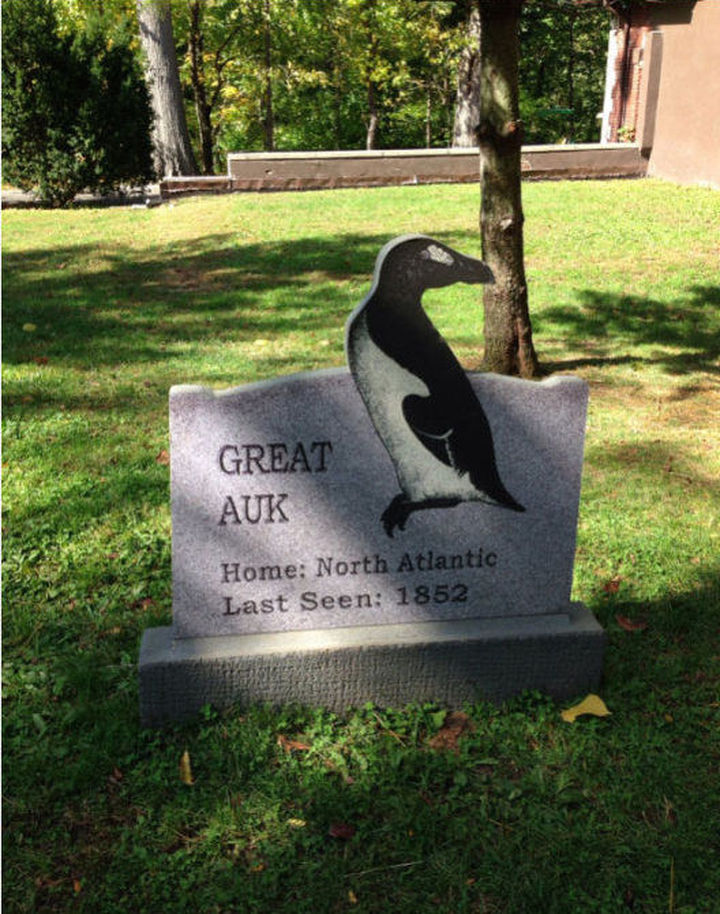 GREAT
AUK
Home: North Atlantic
Last Seen: 1852